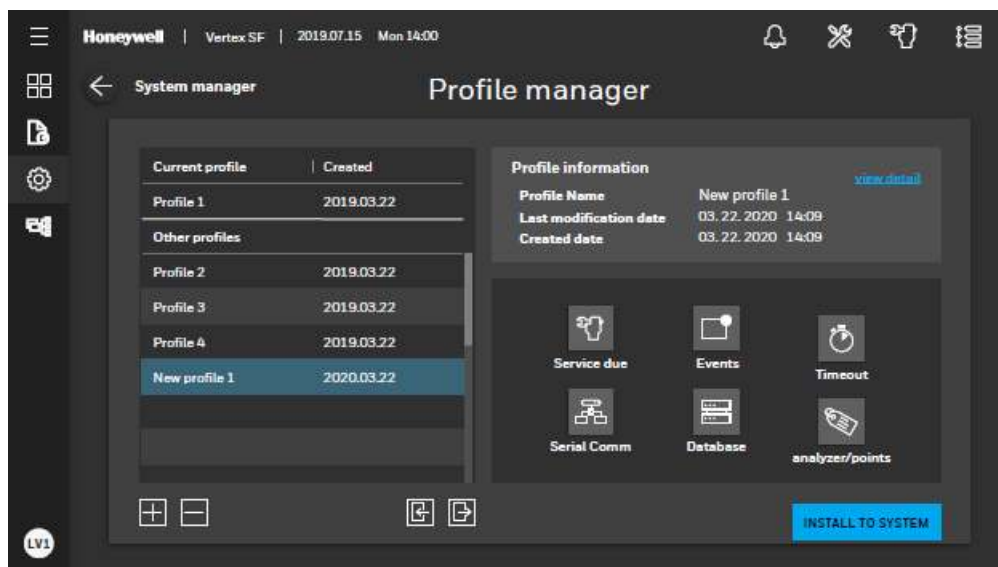 Honeywell | Vertex SF | 2019.07.15 Mon 14:00
System manager
Profile manager
Current profile | Created
Profile 1 2019.03.22
Other profiles
Profile 2 2019.03.22
Profile 3 2019.03.22
Profile 4 2019.03.22
New profile 1 2020.03.22
Profile information
view detail
Profile Name New profile 1
Last modification date 03. 22. 2020 14:09
Created date 03. 22. 2020 14:09
Service due Events Timeout
Serial Comm Database analyzer/points
INSTALL TO SYSTEM
LV1